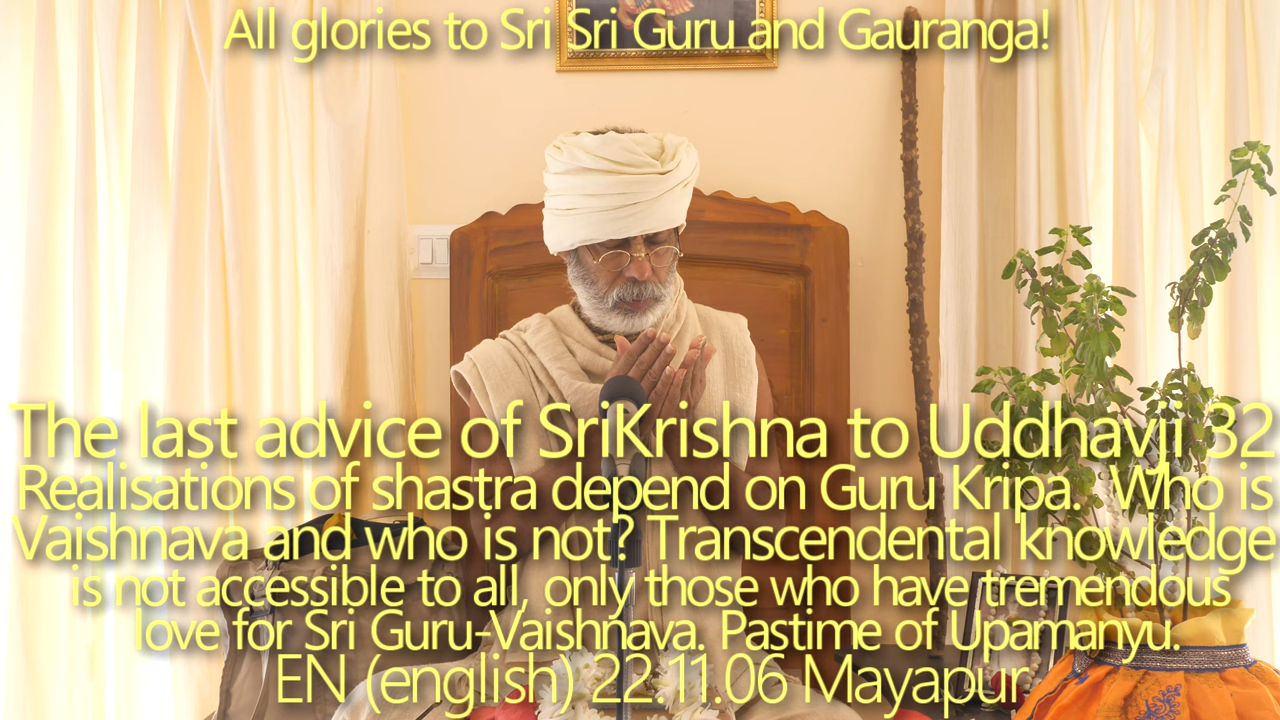 All glories to Sri Sri Guru and Gauranga!
The last advice of SriKrishna to Uddhavji 32
Realisations of shastra depend on Guru Kripa. Who is
Vaishnava and who is not? Transcendental knowledge
is not accessible to all, only those who have tremendous
love for Sri Guru-Vaishnava. Pastime of Upamanyu.
EN (english) 22.11.06 Mayapur